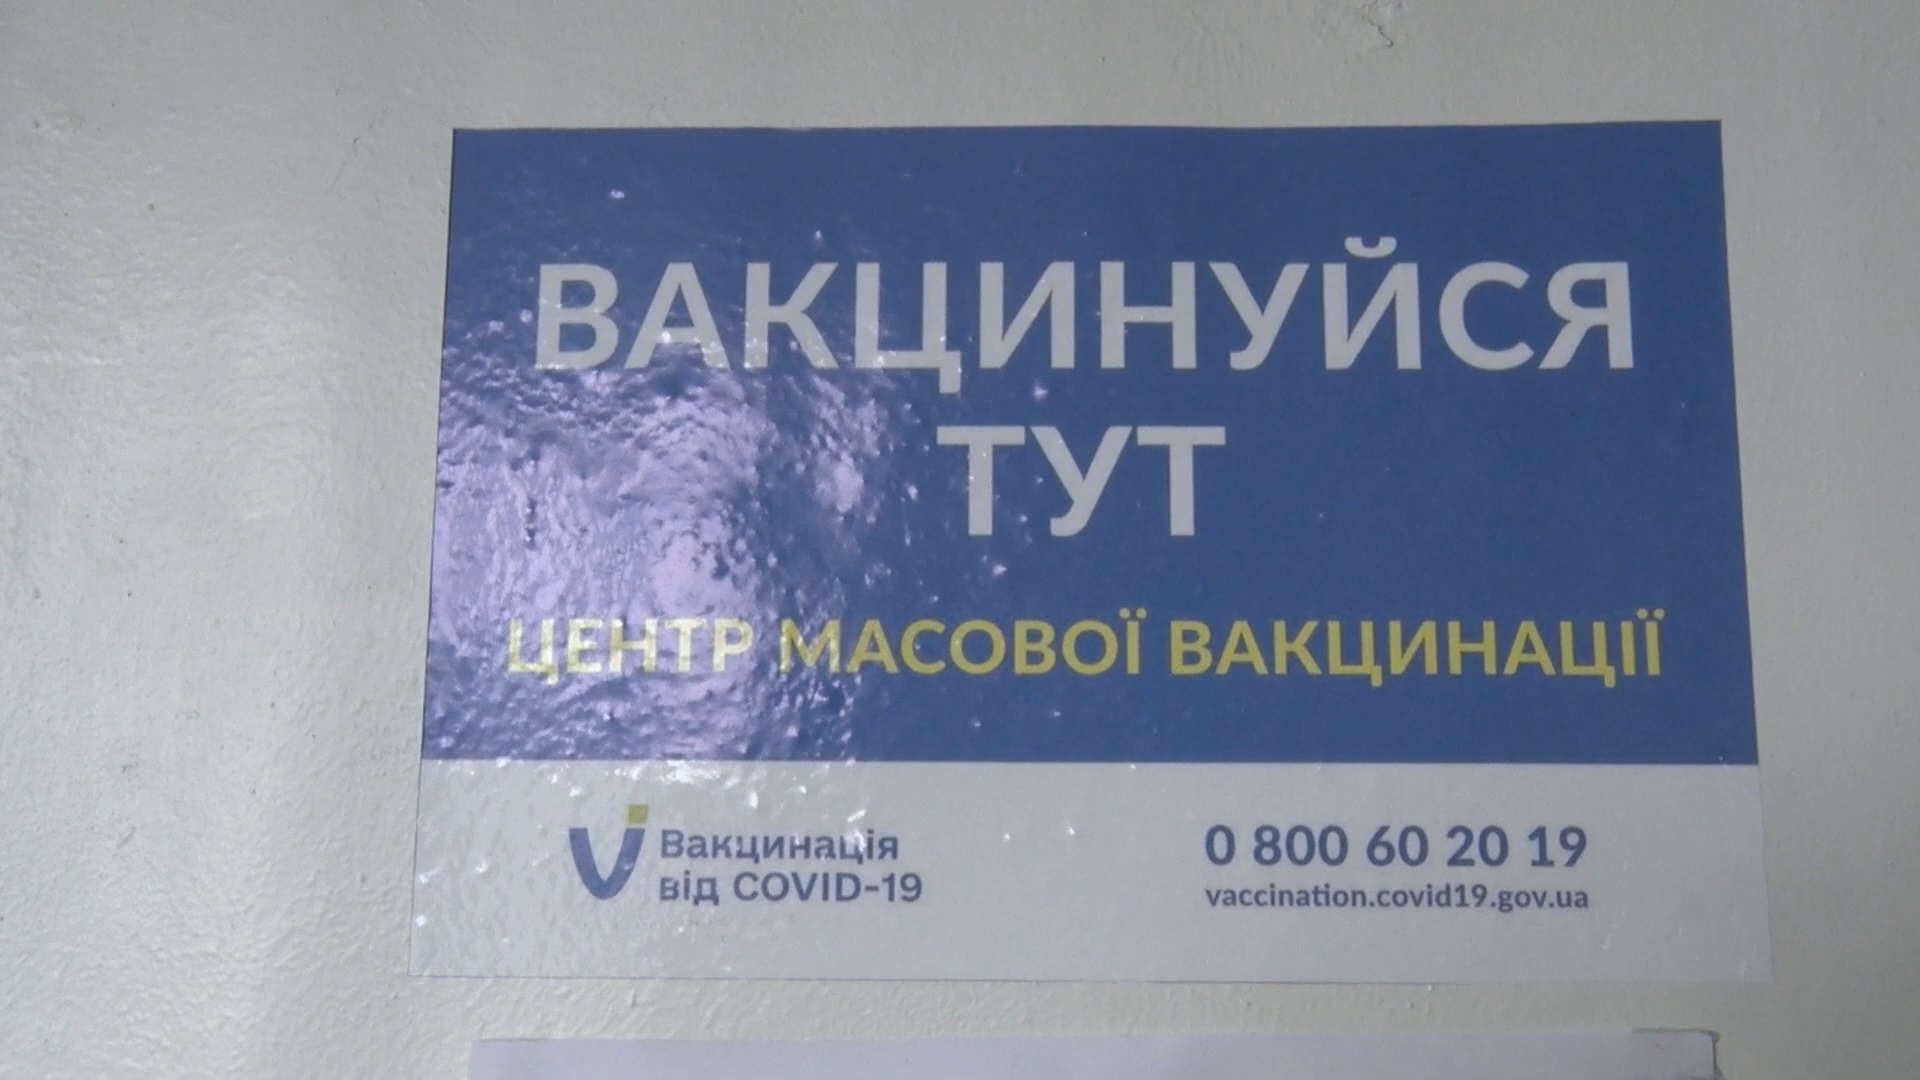 ВАКЦИНУЙСЯ
ТУТ
ЦЕНТР МАСОВОЇ ВАКЦИНАЦІЇ
Вакцинація
від COVID-19
0 800 60 20 19
vaccination.covid19.gov.ua